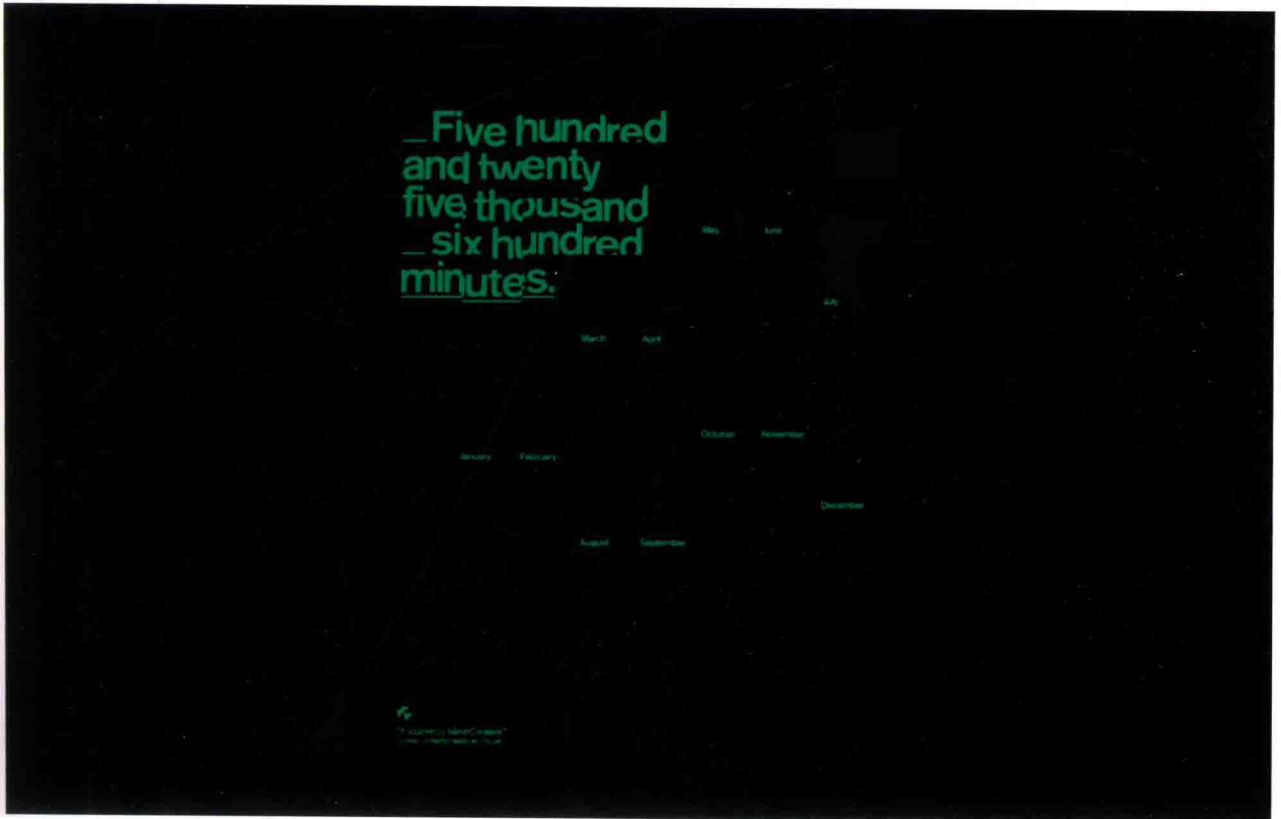 _ Five hundred
and twenty
five thousand
_ six hundred
minutes.
May June
July
March April
October November
January February
December
August September